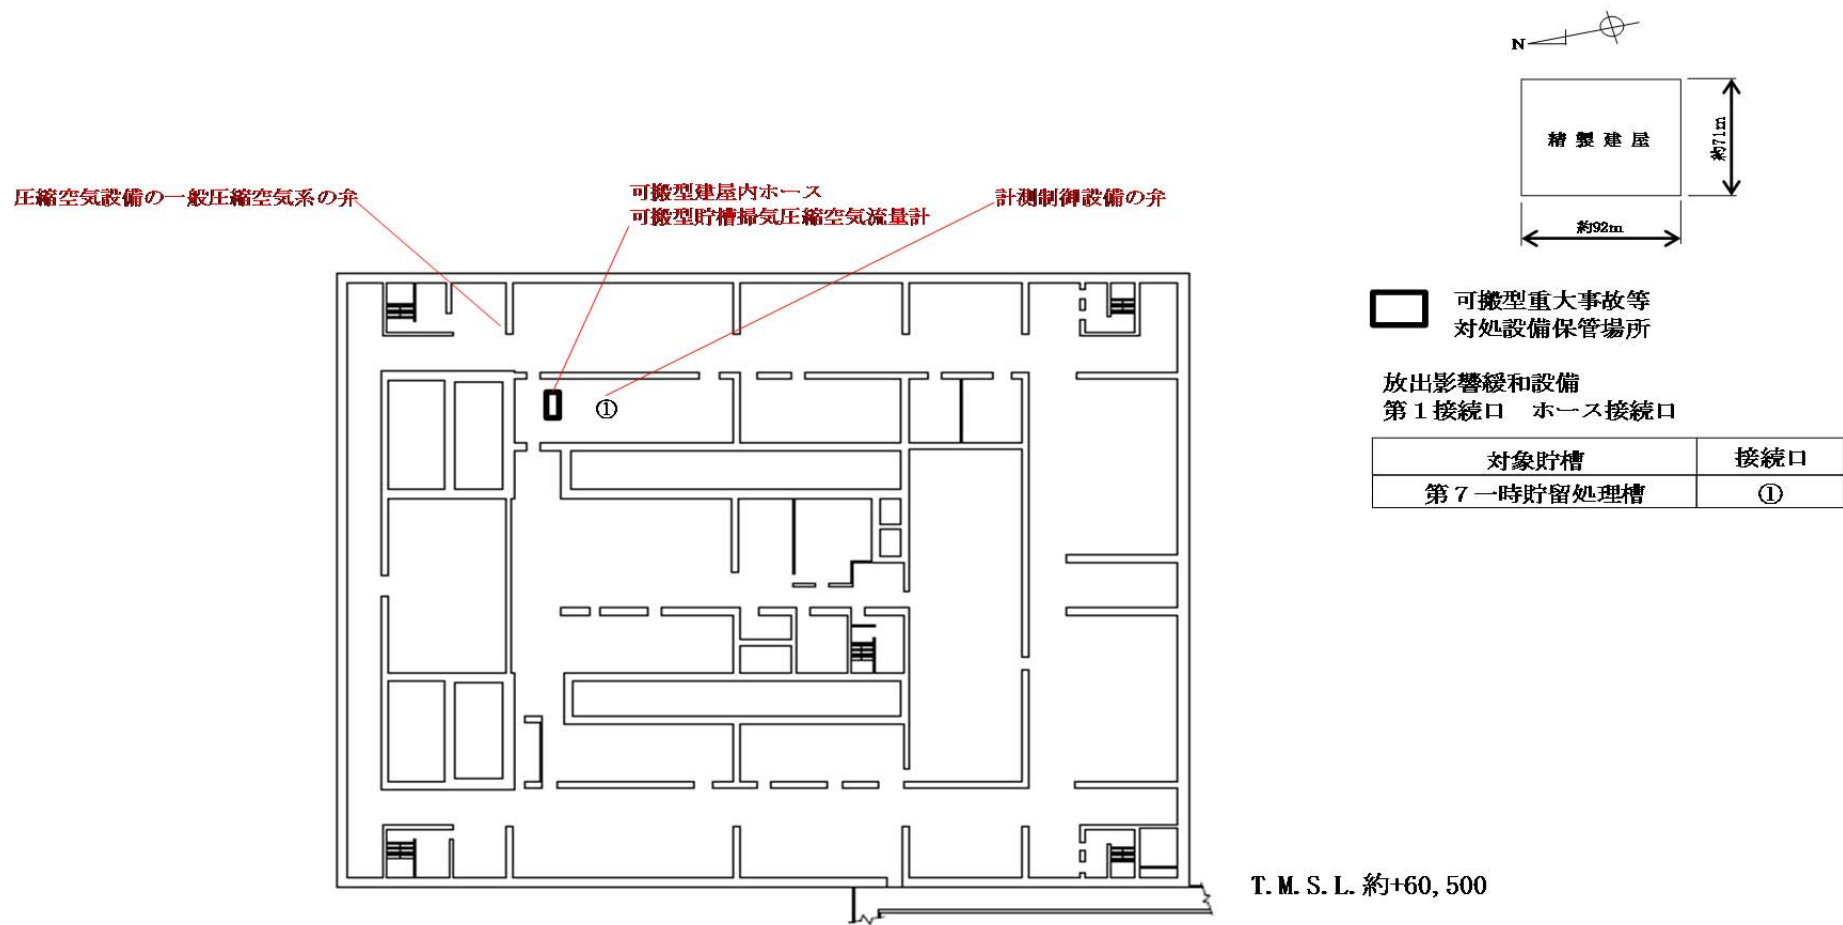 N
精製建屋
約71m
約92m
圧縮空気設備の一般圧縮空気系の弁
可搬型建屋内ホース
可搬型貯槽掃気圧縮空気流量計
計測制御設備の弁
①
可搬型重大事故等
対処設備保管場所
放出影響緩和設備
第1接続口 ホース接続口
対象貯槽 接続口
第7一時貯留処理槽 ①
T.M.S.L.約+60,500